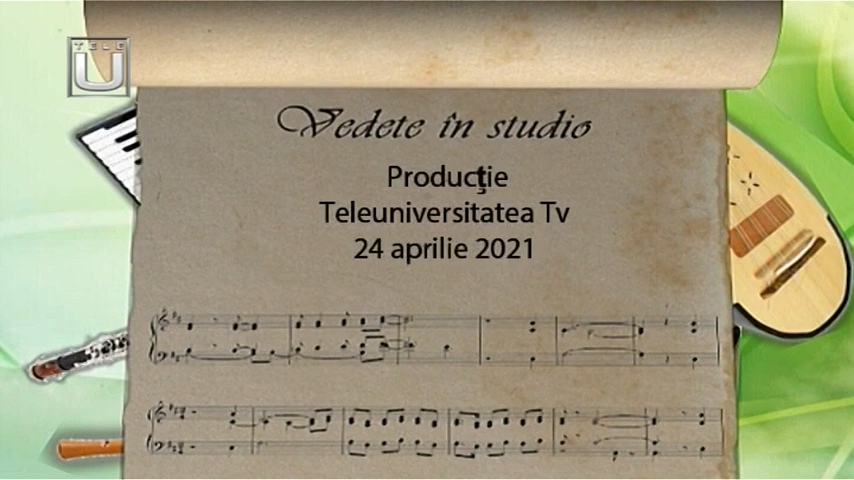 TELE
U
Vedete în studio
Producţie
Teleuniversitatea Tv
24 aprilie 2021